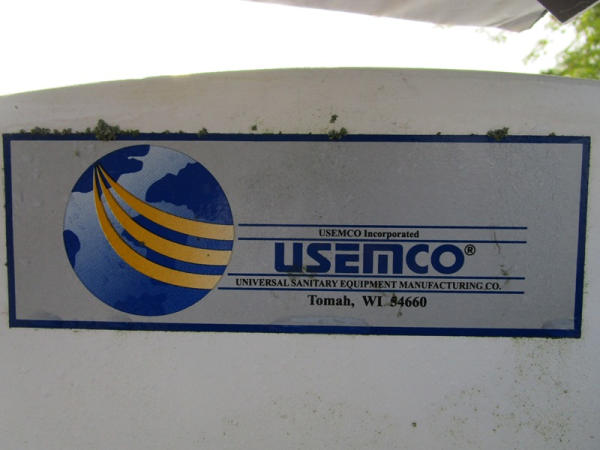 USEMCO Incorporated
USEMCO®
UNIVERSAL SANITARY EQUIPMENT MANUFACTURING CO.
Tomah, WI 54660